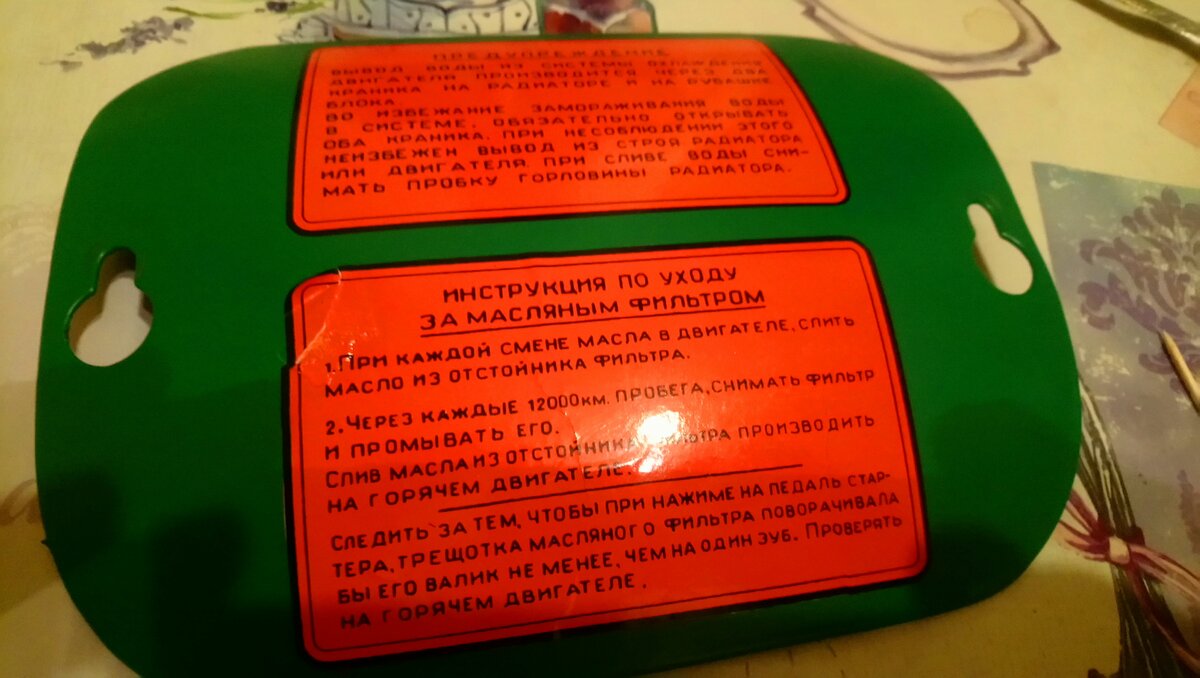 ПРЕДУПРЕЖДЕНИЕ
ВЫВОД ВОДЫ ИЗ СИСТЕМЫ ОХЛАЖДЕНИЯ
ДВИГАТЕЛЯ ПРОИЗВОДИТСЯ ЧЕРЕЗ ДВА
КРАНИКА НА РАДИАТОРЕ И НА РУБАШКЕ
БЛОКА
ВО ИЗБЕЖАНИЕ ЗАМОРАЖИВАНИЯ ВОДЫ
В СИСТЕМЕ, ОБЯЗАТЕЛЬНО ОТКРЫВАТЬ
ОБА КРАНИКА. ПРИ НЕСОБЛЮДЕНИИ ЭТОГО
НЕИЗБЕЖЕН ВЫВОД ИЗ СТРОЯ РАДИАТОРА
ИЛИ ДВИГАТЕЛЯ. ПРИ СЛИВЕ ВОДЫ СНИ-
МАТЬ ПРОБКУ ГОРЛОВИНЫ РАДИАТОРА.
ИНСТРУКЦИЯ ПО УХОДУ
ЗА МАСЛЯНЫМ ФИЛЬТРОМ
1. ПРИ КАЖДОЙ СМЕНЕ МАСЛА В ДВИГАТЕЛЕ, СЛИТЬ
МАСЛО ИЗ ОТСТОЙНИКА ФИЛЬТРА.
2. ЧЕРЕЗ КАЖДЫЕ 12000КМ. ПРОБЕГА, СНИМАТЬ ФИЛЬТР
И ПРОМЫВАТЬ ЕГО.
СЛИВ МАСЛА ИЗ ОТСТОЙНИКА ФИЛЬТРА ПРОИЗВОДИТЬ
НА ГОРЯЧЕМ ДВИГАТЕЛЕ.
СЛЕДИТЬ ЗА ТЕМ, ЧТОБЫ ПРИ НАЖИМЕ НА ПЕДАЛЬ СТАР-
ТЕРА, ТРЕЩОТКА МАСЛЯНОГО ФИЛЬТРА ПОВОРАЧИВАЛА
БЫ ЕГО ВАЛИК НЕ МЕНЕЕ, ЧЕМ НА ОДИН ЗУБ. ПРОВЕРЯТЬ
НА ГОРЯЧЕМ ДВИГАТЕЛЕ.